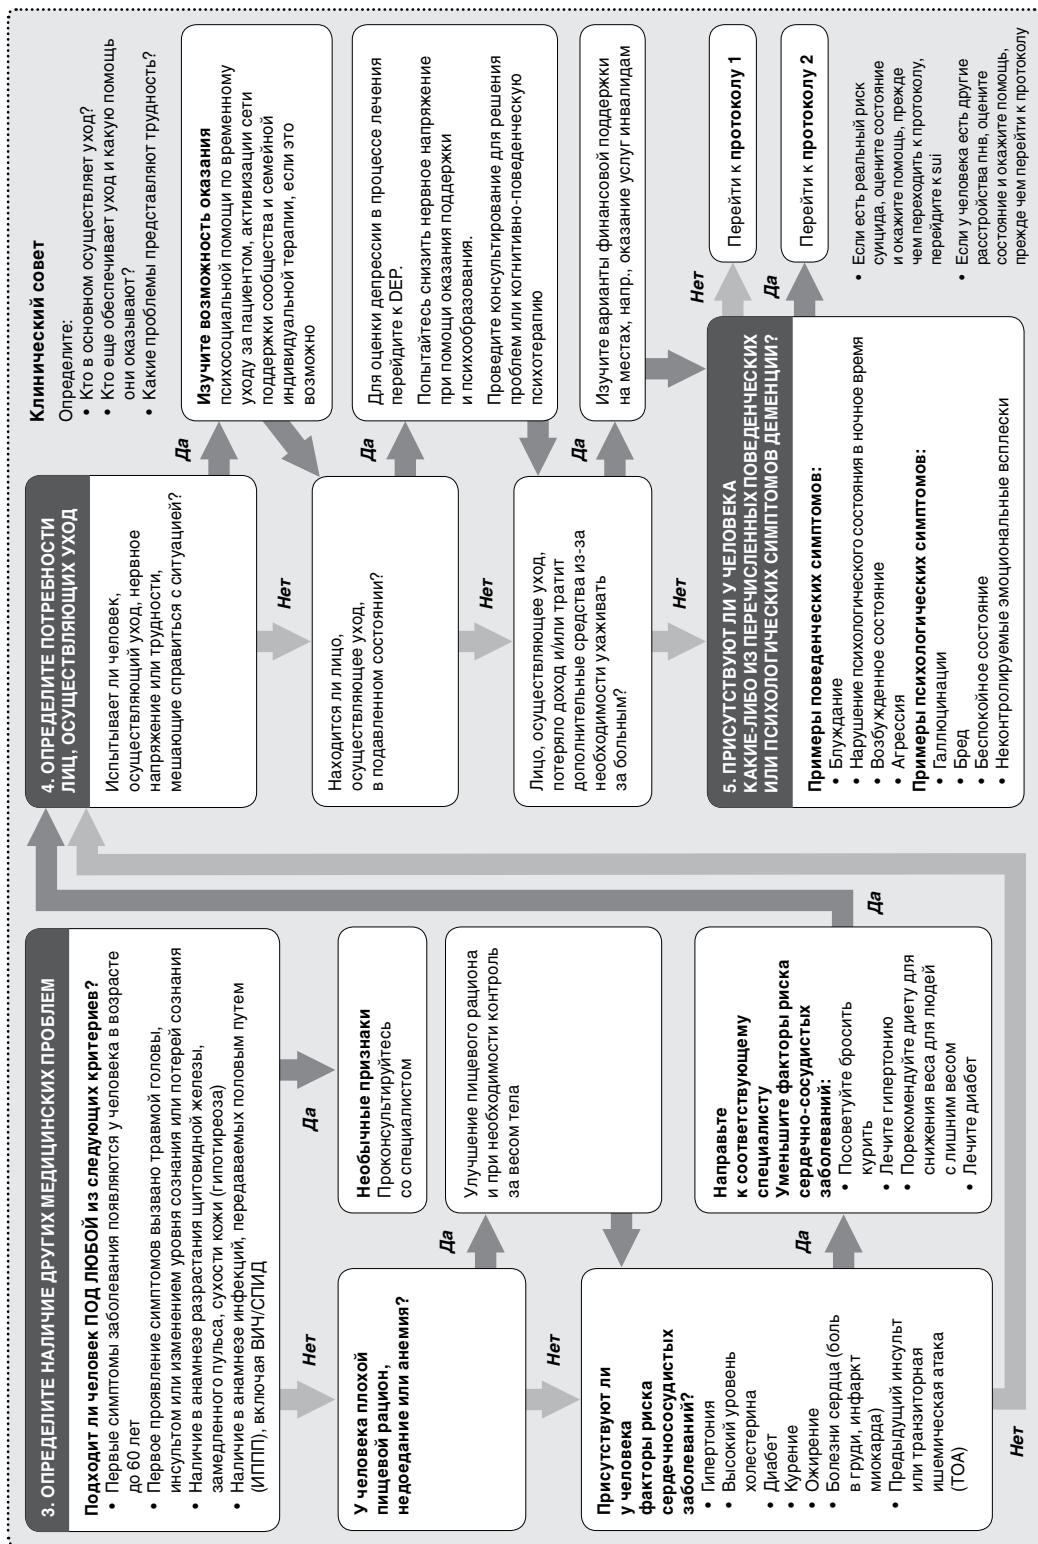 3. ОПРЕДЕЛИТЕ НАЛИЧИЕ ДРУГИХ МЕДИЦИНСКИХ ПРОБЛЕМ
Подходит ли человек ПОД ЛЮБОЙ из следующих критериев?
• Первые симптомы заболевания появляются у человека в возрасте
до 60 лет
• Первое проявление симптомов вызвано травмой головы,
инсультом или изменением уровня сознания или потерей сознания
• Наличие в анамнезе разрастания щитовидной железы,
замедленного пульса, сухости кожи (гипотиреоза)
• Наличие в анамнезе инфекций, передаваемых половым путем
(ИППП), включая ВИЧ/СПИД
Нет
Да
Необычные признаки
Проконсультируйтесь
со специалистом
У человека плохой
пищевой рацион,
недоедание или анемия?
Да
Улучшение пищевого рациона
и при необходимости контроль
за весом тела
Нет
Присутствуют ли
у человека
факторы риска
сердечнососудистых
заболеваний?
• Гипертония
• Высокий уровень
холестерина
• Диабет
• Курение
• Ожирение
• Болезни сердца (боль
в груди, инфаркт
миокарда)
• Предыдущий инсульт
или транзиторная
ишемическая атака
(ТОА)
Да
Направьте
к соответствующему
специалисту
Уменьшите факторы риска
сердечно-сосудистых
заболеваний:
• Посоветуйте бросить
курить
• Лечите гипертонию
• Порекомендуйте диету для
снижения веса для людей
с лишним весом
• Лечите диабет
Да
Нет
4. ОПРЕДЕЛИТЕ ПОТРЕБНОСТИ
ЛИЦ, ОСУЩЕСТВЛЯЮЩИХ УХОД
Испытывает ли человек,
осуществляющий уход, нервное
напряжение или трудности,
мешающие справиться с ситуацией?
Клинический совет
Определите:
• Кто в основном осуществляет уход?
• Кто еще обеспечивает уход и какую помощь
они оказывают?
• Какие проблемы представляют трудность?
Да
Изучите возможность оказания
психосоциальной помощи по временному
уходу за пациентом, активизации сети
поддержки сообщества и семейной
индивидуальной терапии, если это
возможно
Нет
Находится ли лицо,
осуществляющее уход,
в подавленном состоянии?
Да
Для оценки депрессии в процессе лечения
перейдите к DEP.
Попытайтесь снизить нервное напряжение
при помощи оказания поддержки
и психообразования.
Проведите консультирование для решения
проблем или когнитивно-поведенческую
психотерапию
Нет
Лицо, осуществляющее уход,
потеряло доход и/или тратит
дополнительные средства из-за
необходимости ухаживать
за больным?
Да
Изучите варианты финансовой поддержки
на местах, напр., оказание услуг инвалидам
Нет
5. ПРИСУТСТВУЮТ ЛИ У ЧЕЛОВЕКА
КАКИЕ-ЛИБО ИЗ ПЕРЕЧИСЛЕННЫХ ПОВЕДЕНЧЕСКИХ
ИЛИ ПСИХОЛОГИЧЕСКИХ СИМПТОМОВ ДЕМЕНЦИИ?
Примеры поведенческих симптомов:
• Блуждание
• Нарушение психологического состояния в ночное время
• Возбужденное состояние
• Агрессия
Примеры психологических симптомов:
• Галлюцинации
• Бред
• Беспокойное состояние
• Неконтролируемые эмоциональные всплески
Нет
Перейти к протоколу 1
Да
Перейти к протоколу 2
• Если есть реальный риск
суицида, оцените состояние
и окажите помощь, прежде
чем переходить к протоколу,
перейдите к sui
• Если у человека есть другие
расстройства пнв, оцените
состояние и окажите помощь,
прежде чем перейти к протоколу